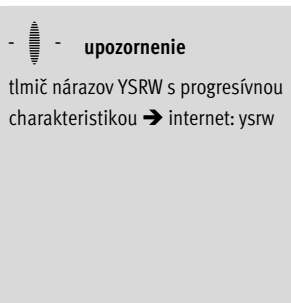 - - upozornenie
tlmič nárazov YSRW s progresívnou
charakteristikou ➔ internet: ysrw